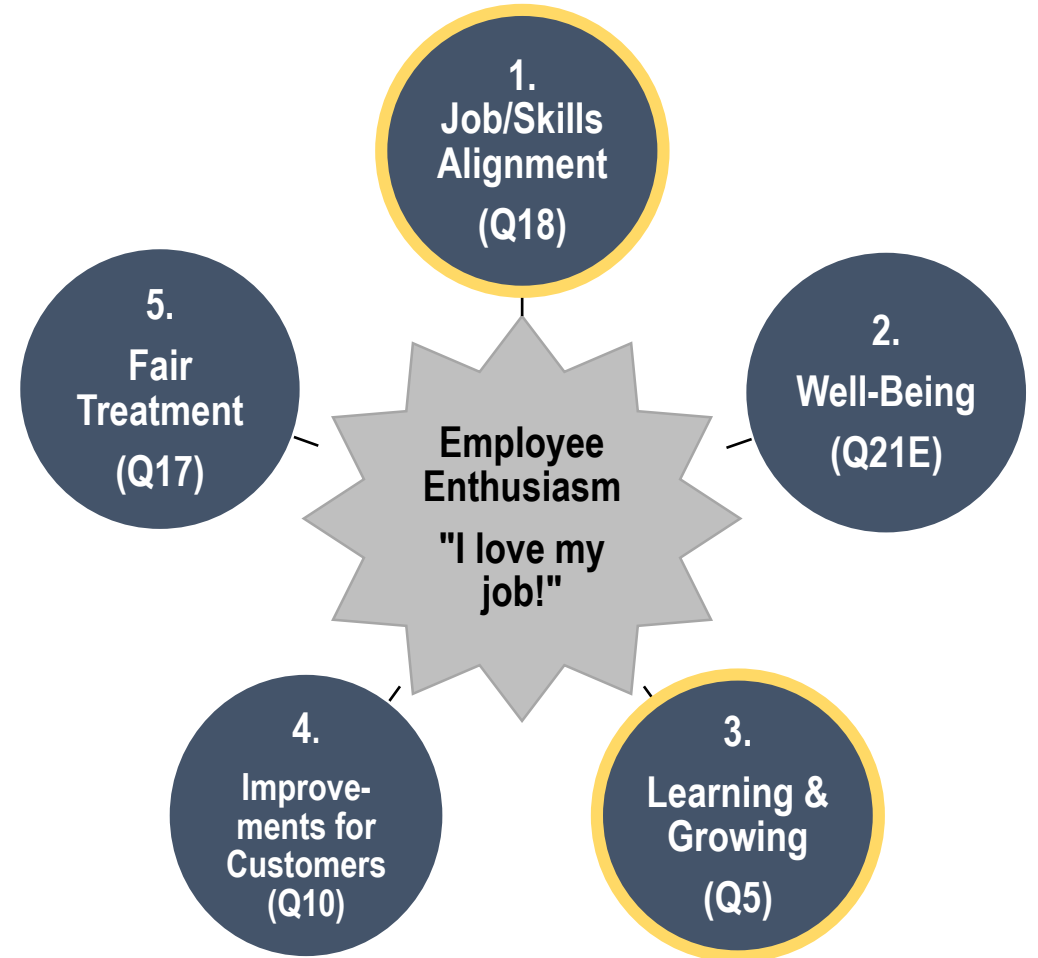 1.
Job/Skills
Alignment
(Q18)
2.
Well-Being
(Q21E)
3.
Learning &
Growing
(Q5)
4.
Improve-
ments for
Customers
(Q10)
5.
Fair
Treatment
(Q17)
Employee
Enthusiasm
"I love my
job!"